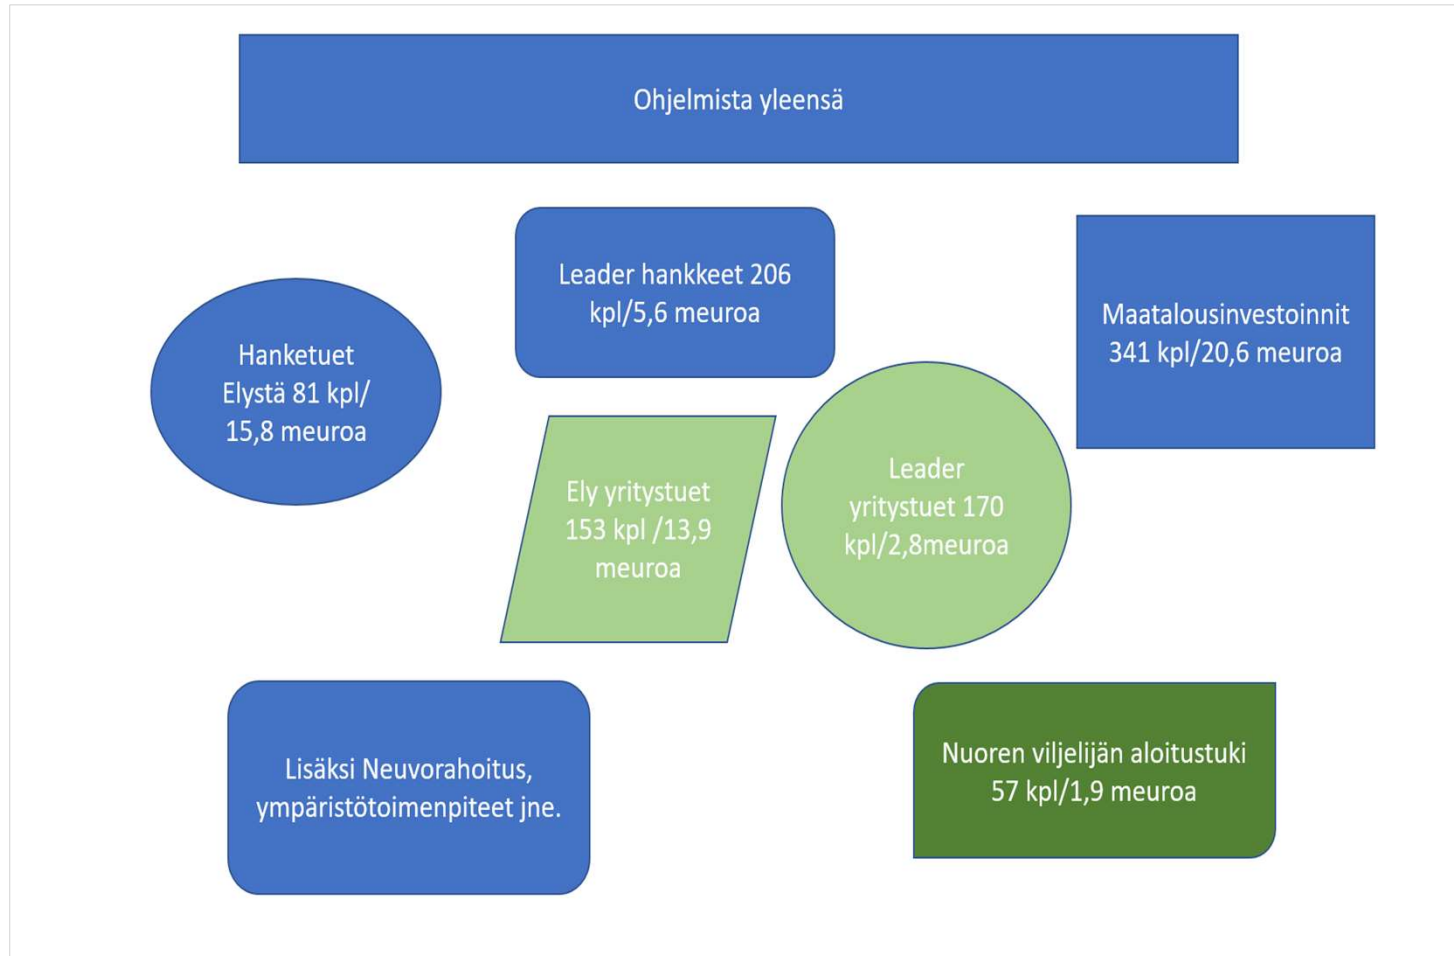 Ohjelmista yleensä
Leader hankkeet 206
kpl/5,6 meuroa
Maatalousinvestoinnit
341 kpl/20,6 meuroa
Hanketuet
Elystä 81 kpl/
15,8 meuroa
Ely yritystuet
153 kpl /13,9
meuroa
Leader
yritystuet 170
kpl/2,8meuroa
Lisäksi Neuvorahoitus,
ympäristötoimenpiteet jne.
Nuoren viljelijän aloitustuki
57 kpl/1,9 meuroa